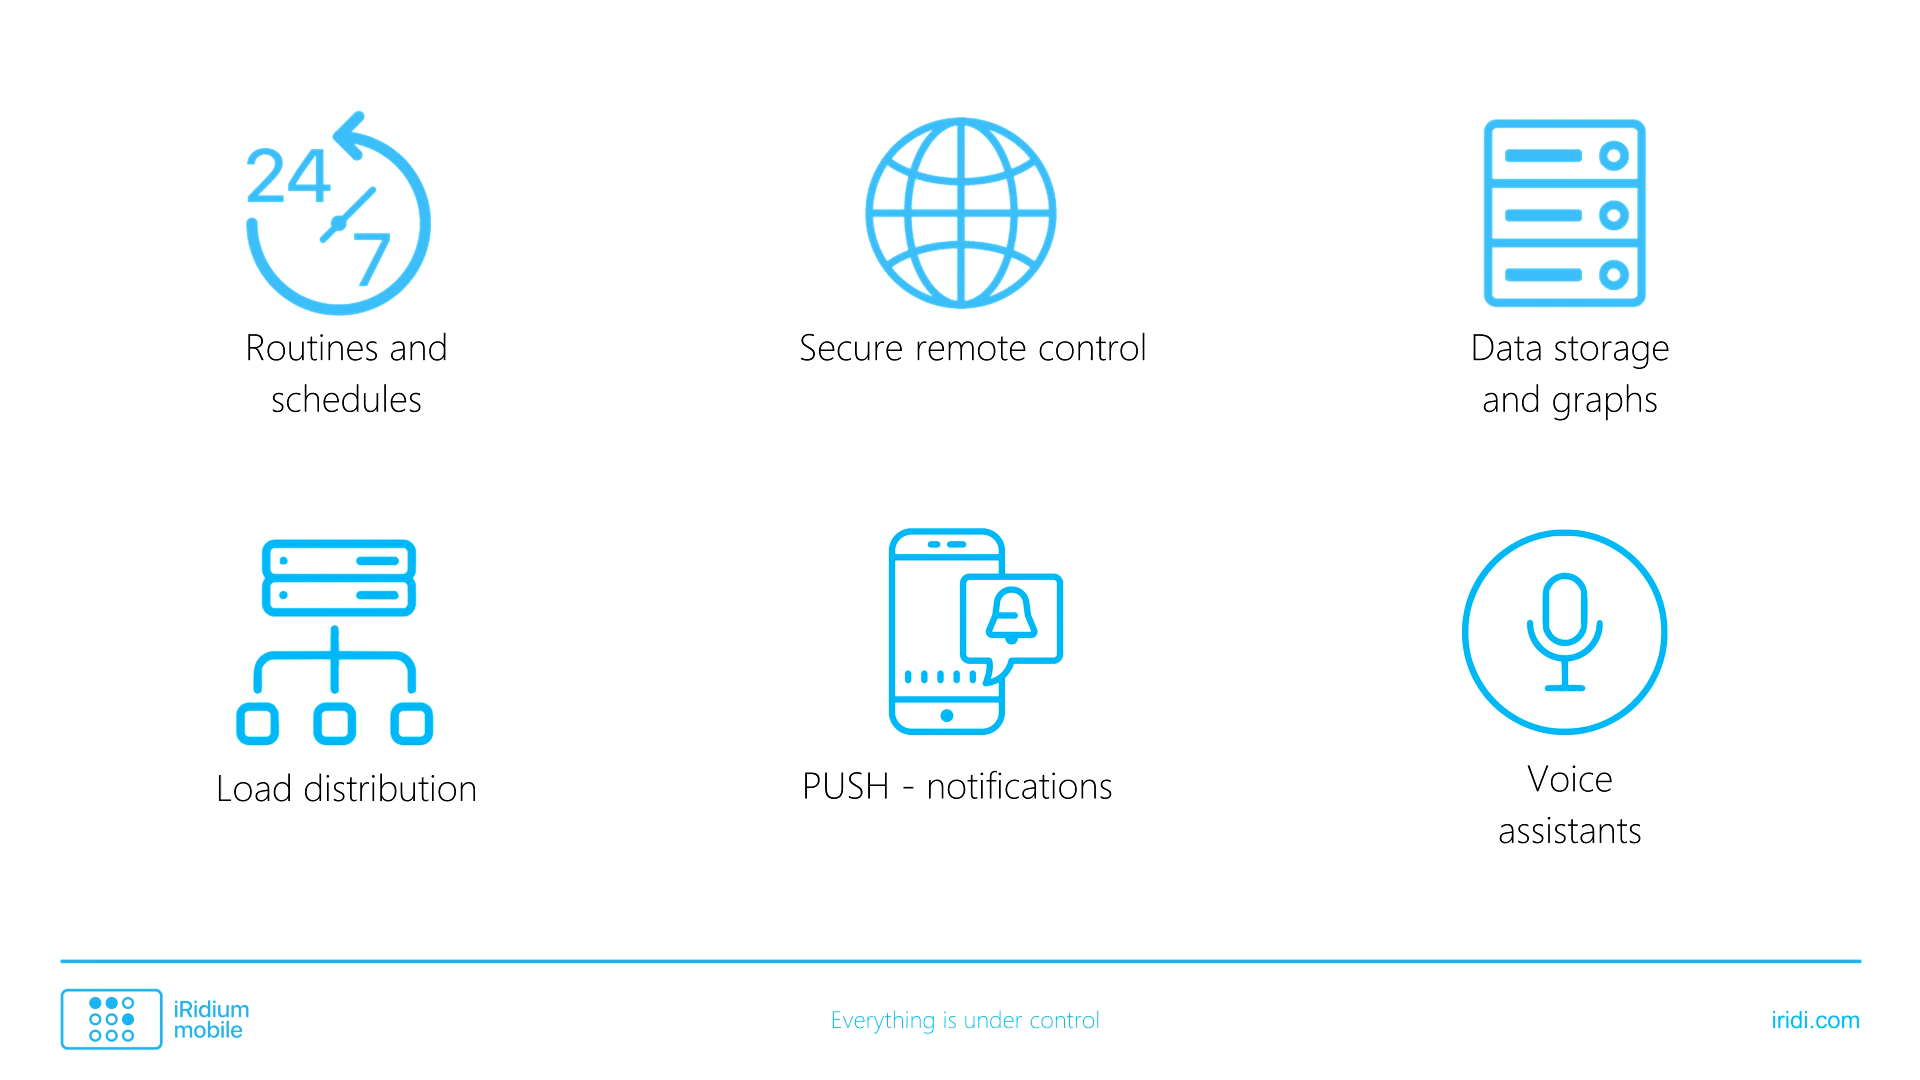 24
7
Routines and
schedules
Secure remote control
Data storage
and graphs
Load distribution
PUSH - notifications
Voice
assistants
iRidium
mobile
Everything is under control
iridi.com